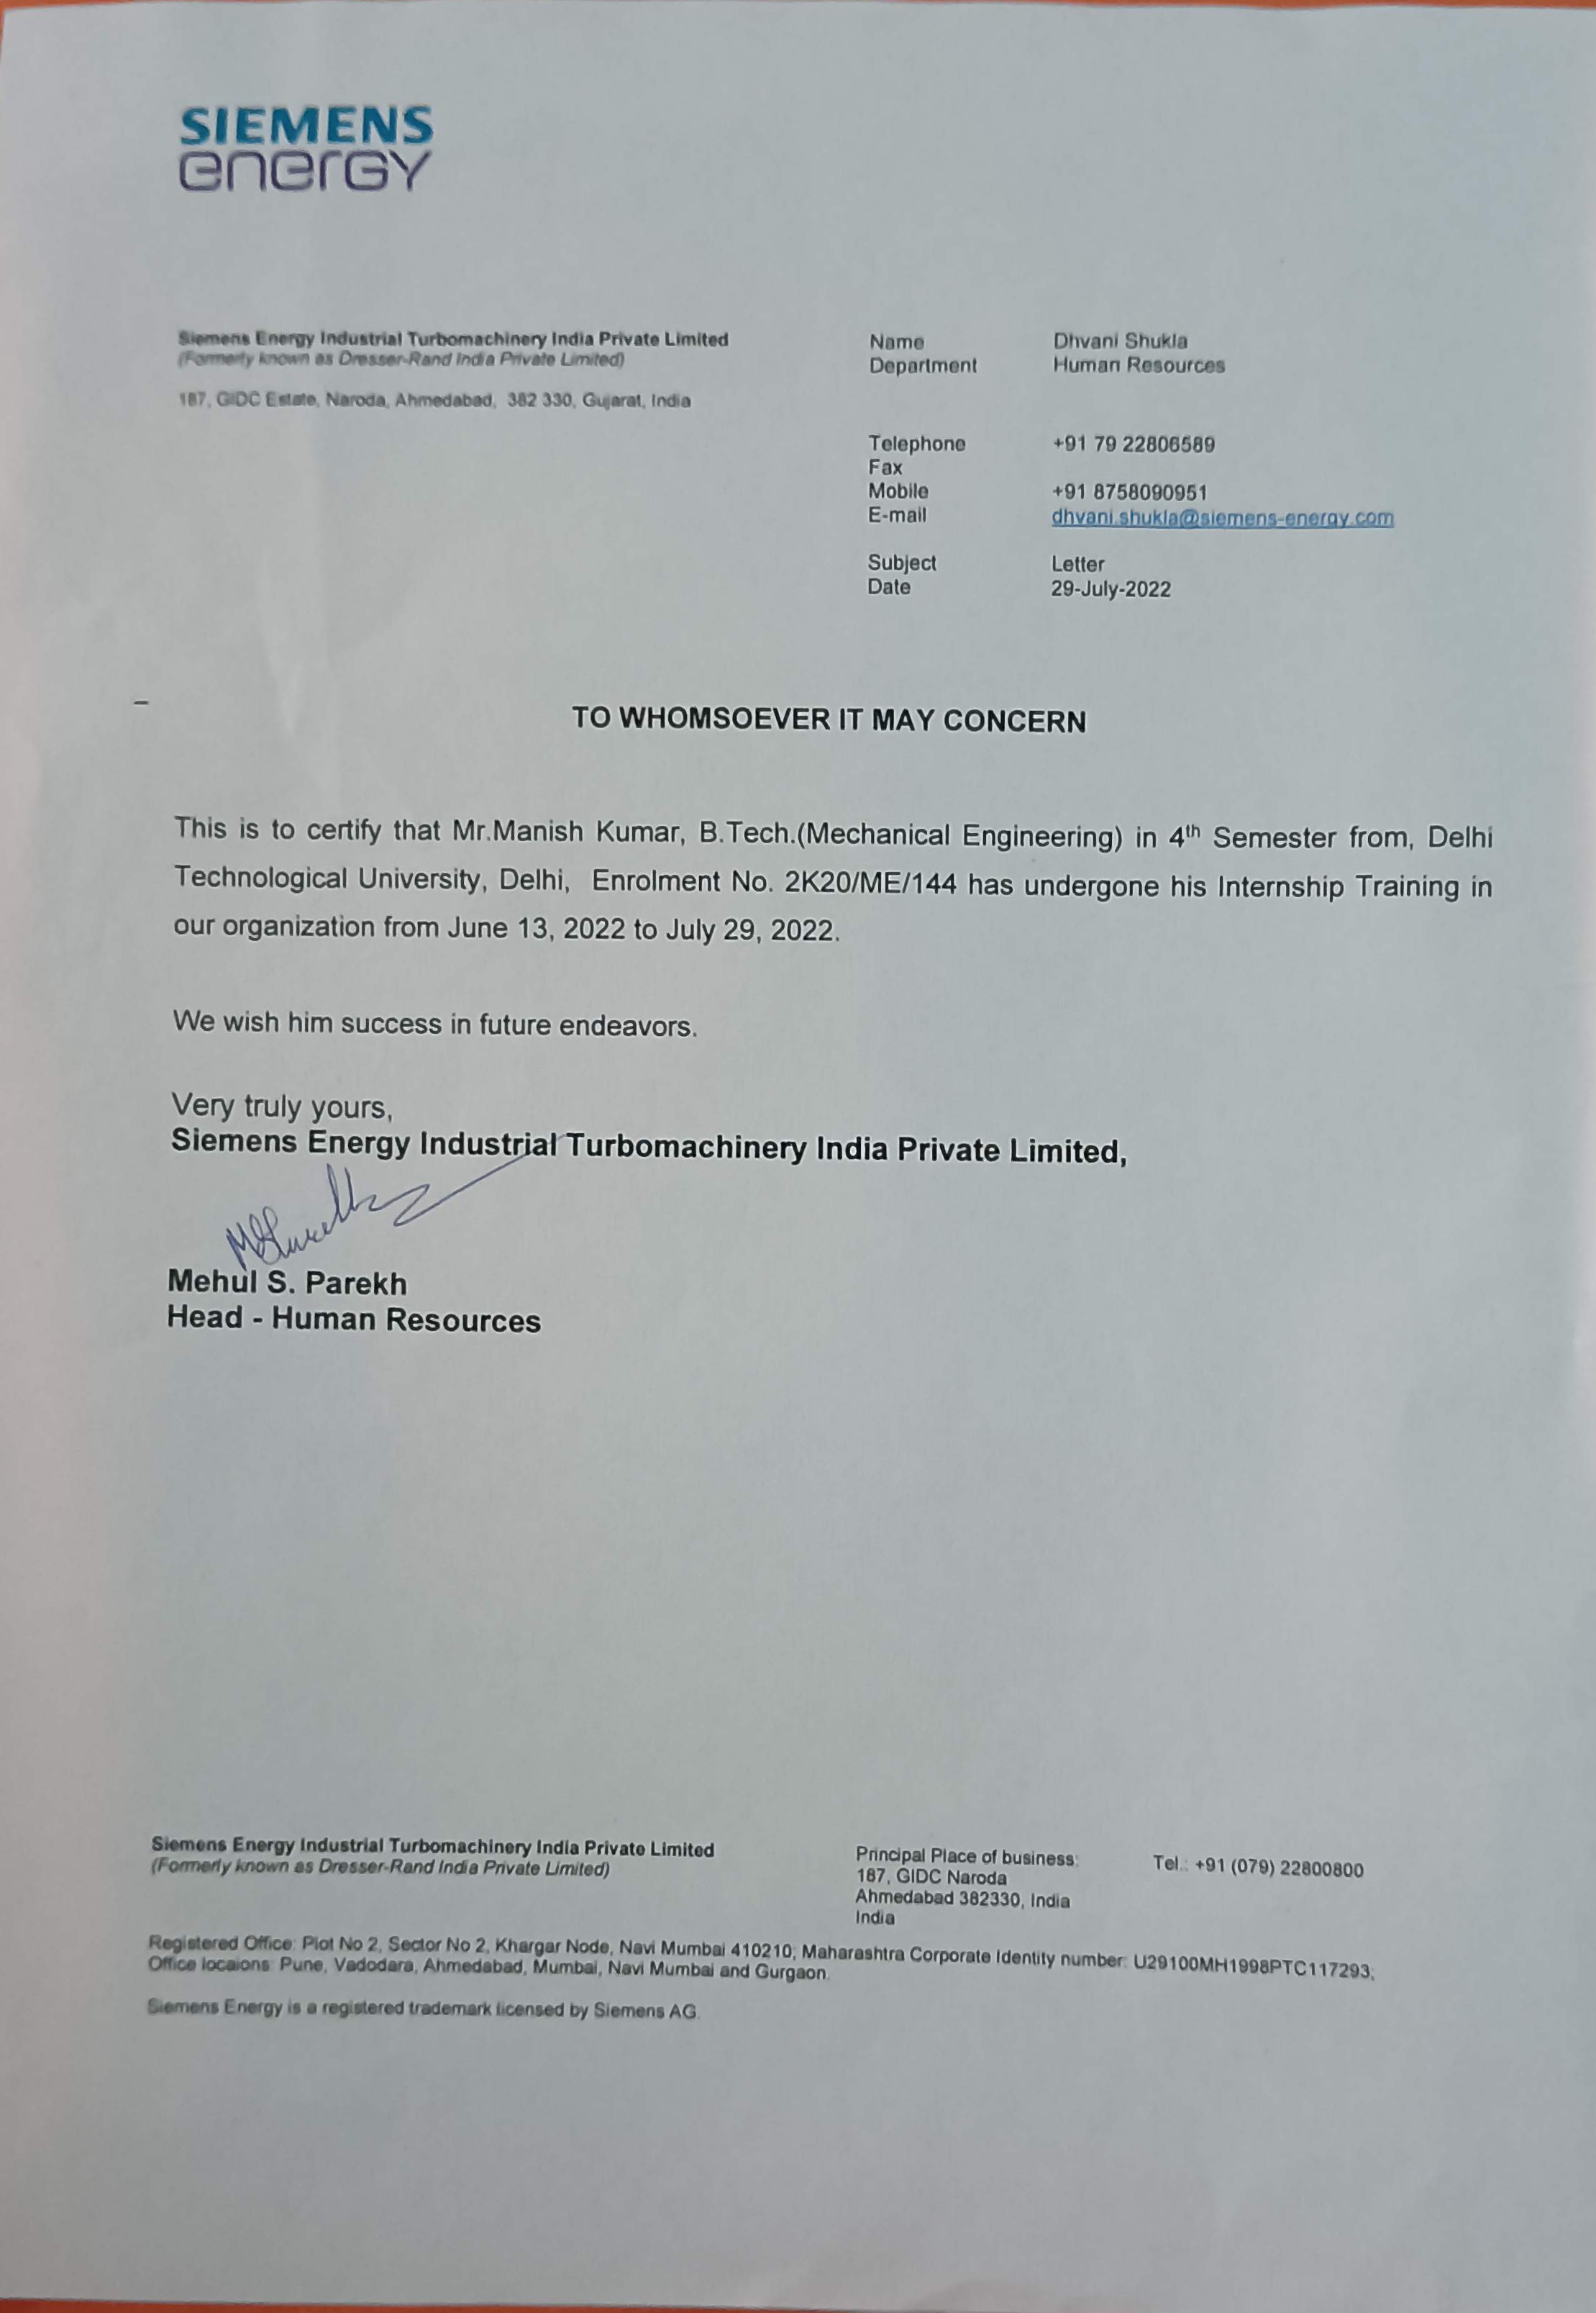 SIEMENS
energy
Siemens Energy Industrial Turbomachinery India Private Limited
(Formerly known as Dresser-Rand India Private Limited)
187, GIDC Estate, Naroda, Ahmedabad, 382 330, Gujarat, India
Name Dhvani Shukla
Department Human Resources
Telephone +91 79 22806589
Fax
Mobile +91 8758090951
E-mail dhvani.shukla@siemens-energy.com
Subject Letter
Date 29-July-2022
TO WHOMSOEVER IT MAY CONCERN
This is to certify that Mr.Manish Kumar, B.Tech.(Mechanical Engineering) in 4th Semester from, Delhi
Technological University, Delhi, Enrolment No. 2K20/ME/144 has undergone his Internship Training in
our organization from June 13, 2022 to July 29, 2022.
We wish him success in future endeavors.
Very truly yours,
Siemens Energy Industrial Turbomachinery India Private Limited,
Mehul S. Parekh
Head - Human Resources
Siemens Energy Industrial Turbomachinery India Private Limited
(Formerly known as Dresser-Rand India Private Limited)
Principal Place of business:
187, GIDC Naroda
Ahmedabad 382330, India
India
Tel.: +91 (079) 22800800
Registered Office: Plot No 2, Sector No 2, Khargar Node, Navi Mumbai 410210; Maharashtra Corporate Identity number: U29100MH1998PTC117293;
Office locaions: Pune, Vadodara, Ahmedabad, Mumbai, Navi Mumbai and Gurgaon.
Siemens Energy is a registered trademark licensed by Siemens AG.